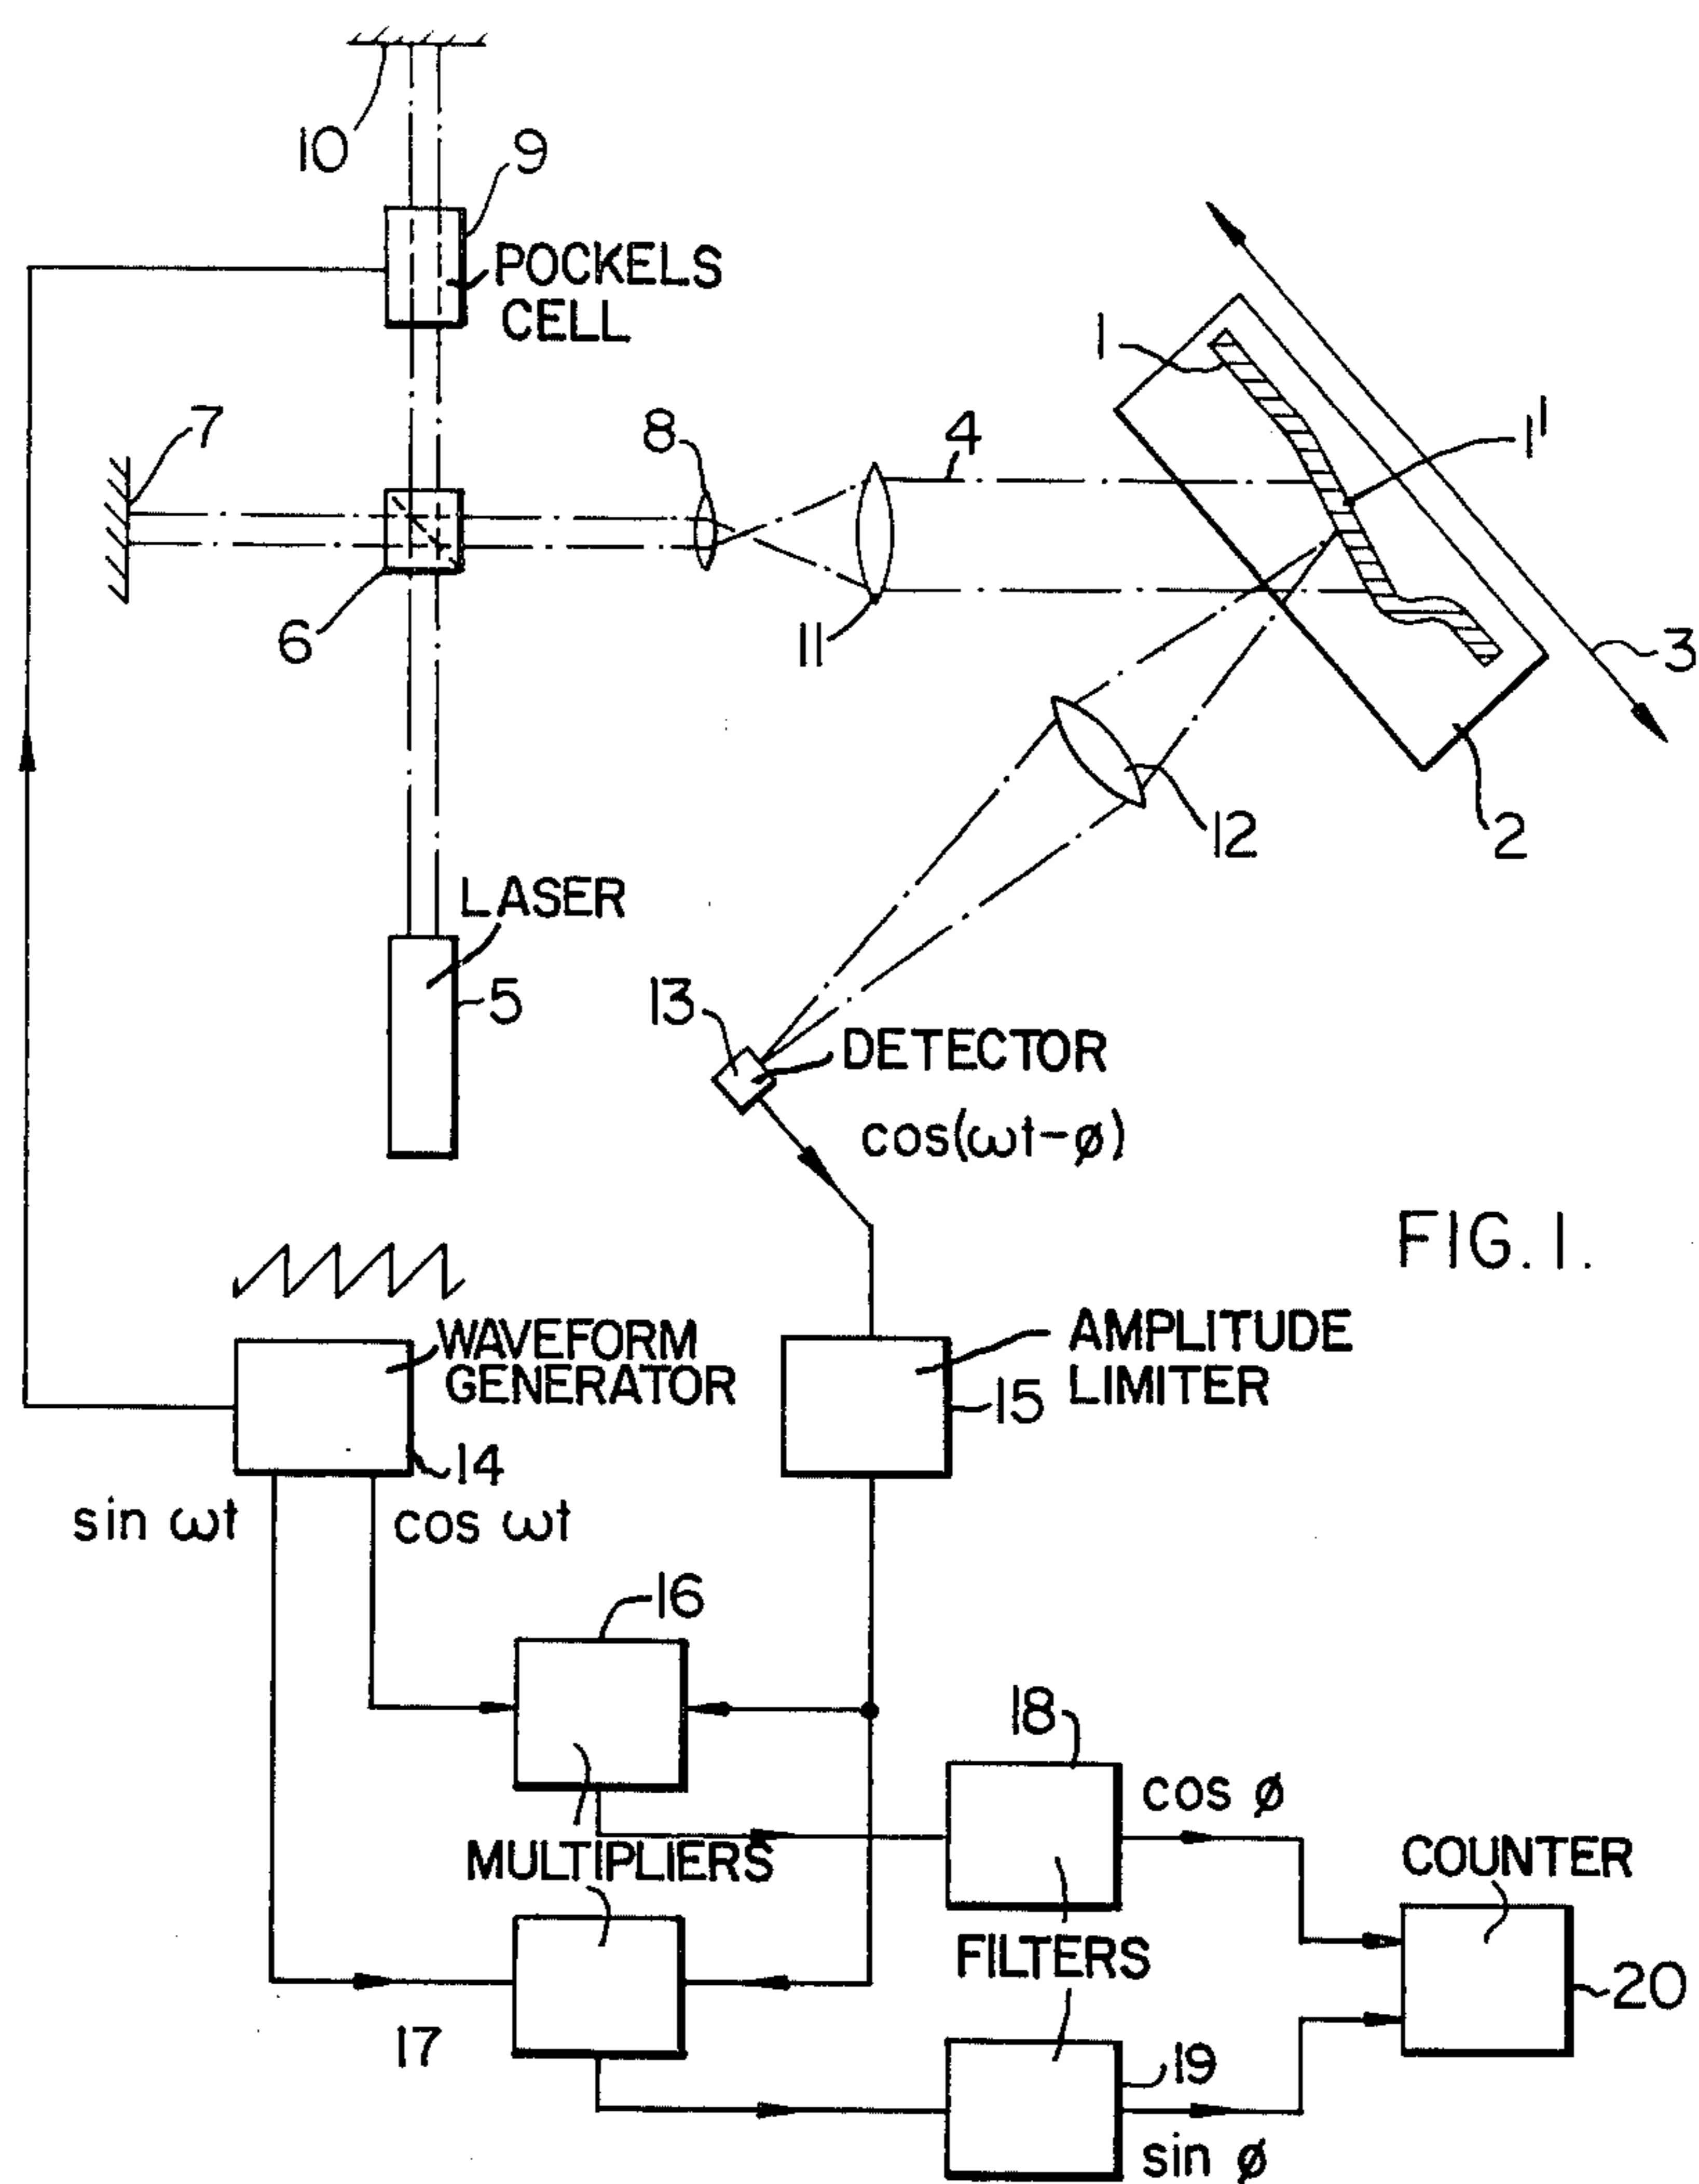 10
9
POCKELS
CELL
7
8
4
1
1'
6
11
3
12
2
LASER
5
13
DETECTOR
cos(ωt-ø)
FIG. 1.
WAVEFORM
GENERATOR
14
AMPLITUDE
LIMITER
15
sin ωt
cos ωt
16
18
cos ø
MULTIPLIERS
COUNTER
FILTERS
20
17
19
sin ø